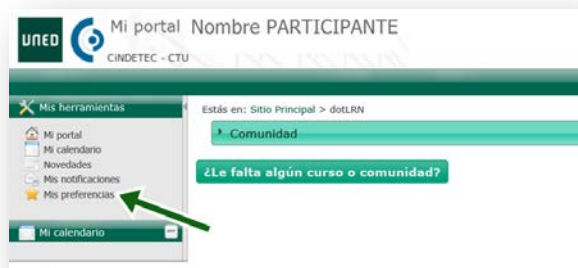 UNED
Mi portal Nombre PARTICIPANTE
CiNDETEC - CTU
Mis herramientas
Mi portal
Mi calendario
Novedades
Mis notificaciones
Mis preferencias
Mi calendario
Estás en: Sitio Principal > dotLRN
Comunidad
¿Le falta algún curso o comunidad?